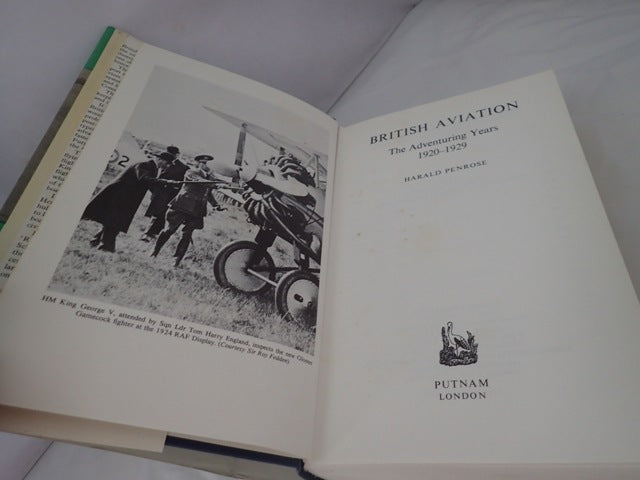 O2
HM King George V, attended by Sqn Ldr Tom Harry England, inspects the new Gloster
Gamecock fighter at the 1924 RAF Display. (Courtesy Sir Roy Fedden)
BRITISH AVIATION
The Adventuring Years
1920–1929
HARALD PENROSE
PUTNAM
LONDON